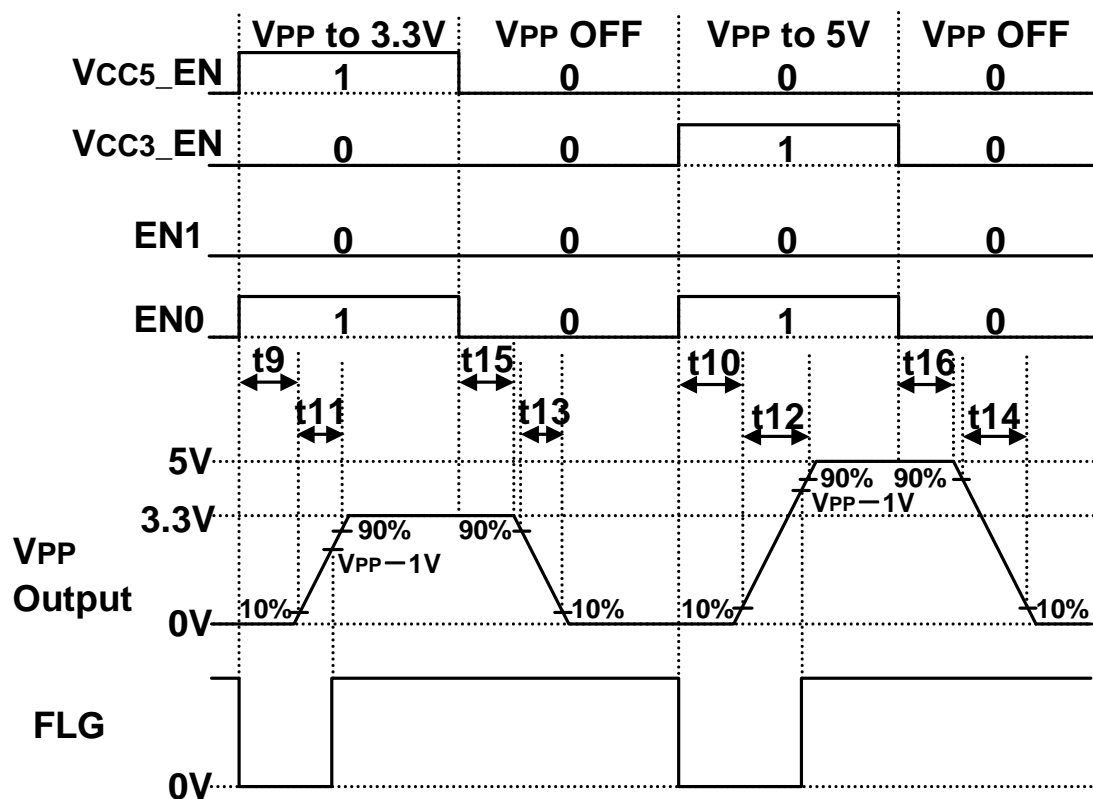 VPP to 3.3V VPP OFF VPP to 5V VPP OFF
VCC5_EN 1 0 0 0
VCC3_EN 0 0 1 0
EN1 0 0 0 0
EN0 1 0 1 0
t9 t15 t10 t16
t11 t13 t12 t14
5V
90% 90%
VPP－1V
3.3V
90% 90%
VPP－1V
VPP
Output
10% 10% 10% 10%
0V
FLG
0V